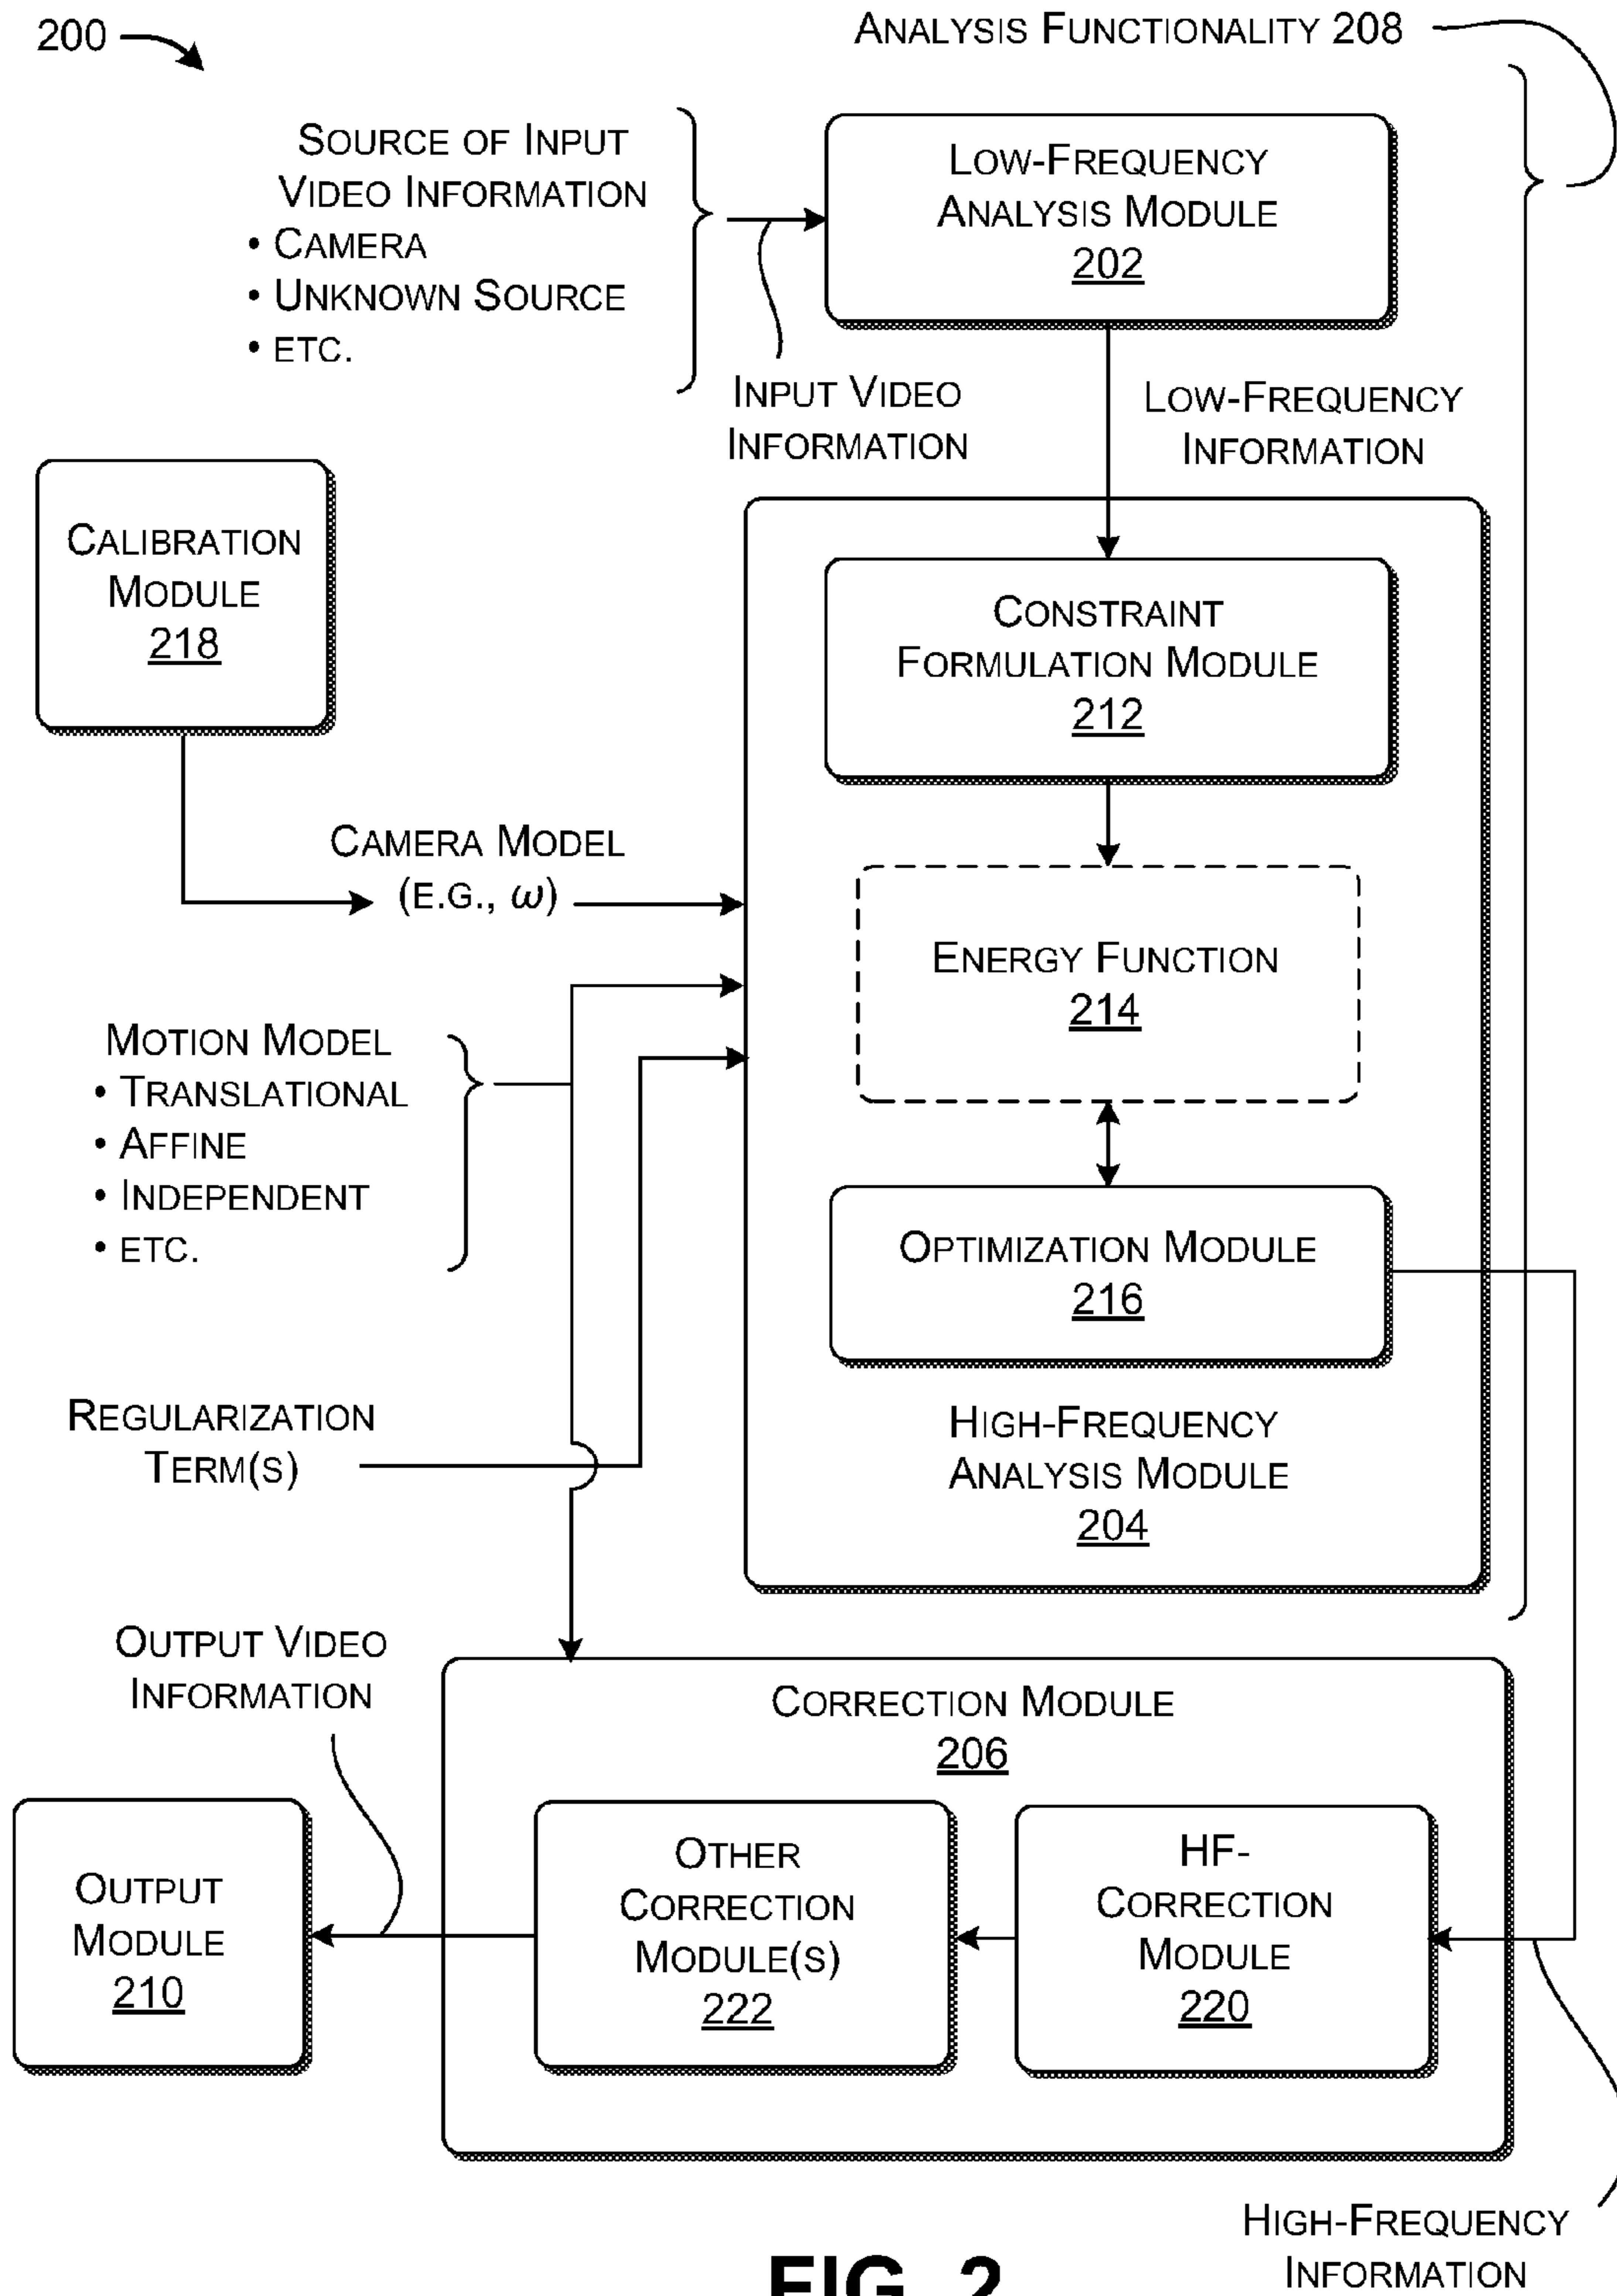 200
ANALYSIS FUNCTIONALITY 208
SOURCE OF INPUT
VIDEO INFORMATION
• CAMERA
• UNKNOWN SOURCE
• ETC.
LOW-FREQUENCY
ANALYSIS MODULE
202
INPUT VIDEO
INFORMATION
LOW-FREQUENCY
INFORMATION
CALIBRATION
MODULE
218
CONSTRAINT
FORMULATION MODULE
212
CAMERA MODEL
(E.G., ω)
ENERGY FUNCTION
214
MOTION MODEL
• TRANSLATIONAL
• AFFINE
• INDEPENDENT
• ETC.
OPTIMIZATION MODULE
216
REGULARIZATION
TERM(S)
HIGH-FREQUENCY
ANALYSIS MODULE
204
OUTPUT VIDEO
INFORMATION
CORRECTION MODULE
206
OUTPUT
MODULE
210
OTHER
CORRECTION
MODULE(S)
222
HF-
CORRECTION
MODULE
220
HIGH-FREQUENCY
INFORMATION
FIG. 2